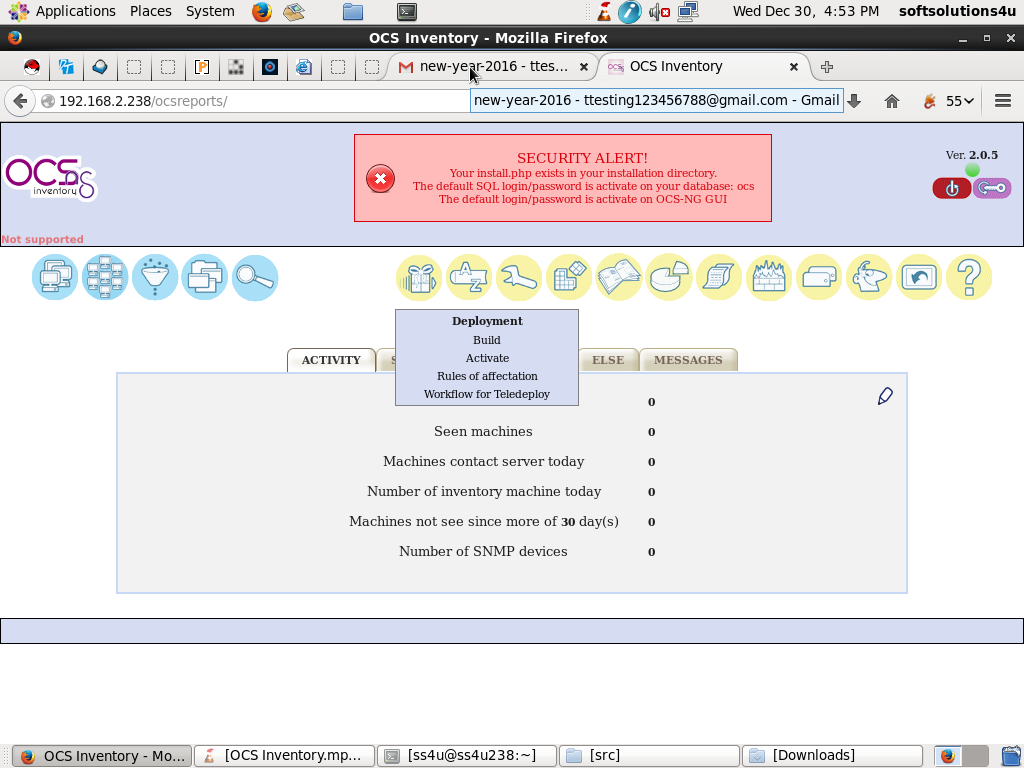 Applications Places System Wed Dec 30, 4:53 PM softsolutions4u
OCS Inventory - Mozilla Firefox
new-year-2016 - ttes... OCS Inventory
192.168.2.238/ocsreports/ new-year-2016 - ttesting123456788@gmail.com - Gmail 55
OCS inventory
SECURITY ALERT!
Your install.php exists in your installation directory.
The default SQL login/password is activate on your database: ocs
The default login/password is activate on OCS-NG GUI
Ver. 2.0.5
Not supported
Deployment
Build
Activate
Rules of affectation
Workflow for Teledeploy
ACTIVITY S ELSE MESSAGES
0
Seen machines 0
Machines contact server today 0
Number of inventory machine today 0
Machines not see since more of 30 day(s) 0
Number of SNMP devices 0
OCS Inventory - Mo... [OCS Inventory.mp... [ss4u@ss4u238:~] [src] [Downloads]